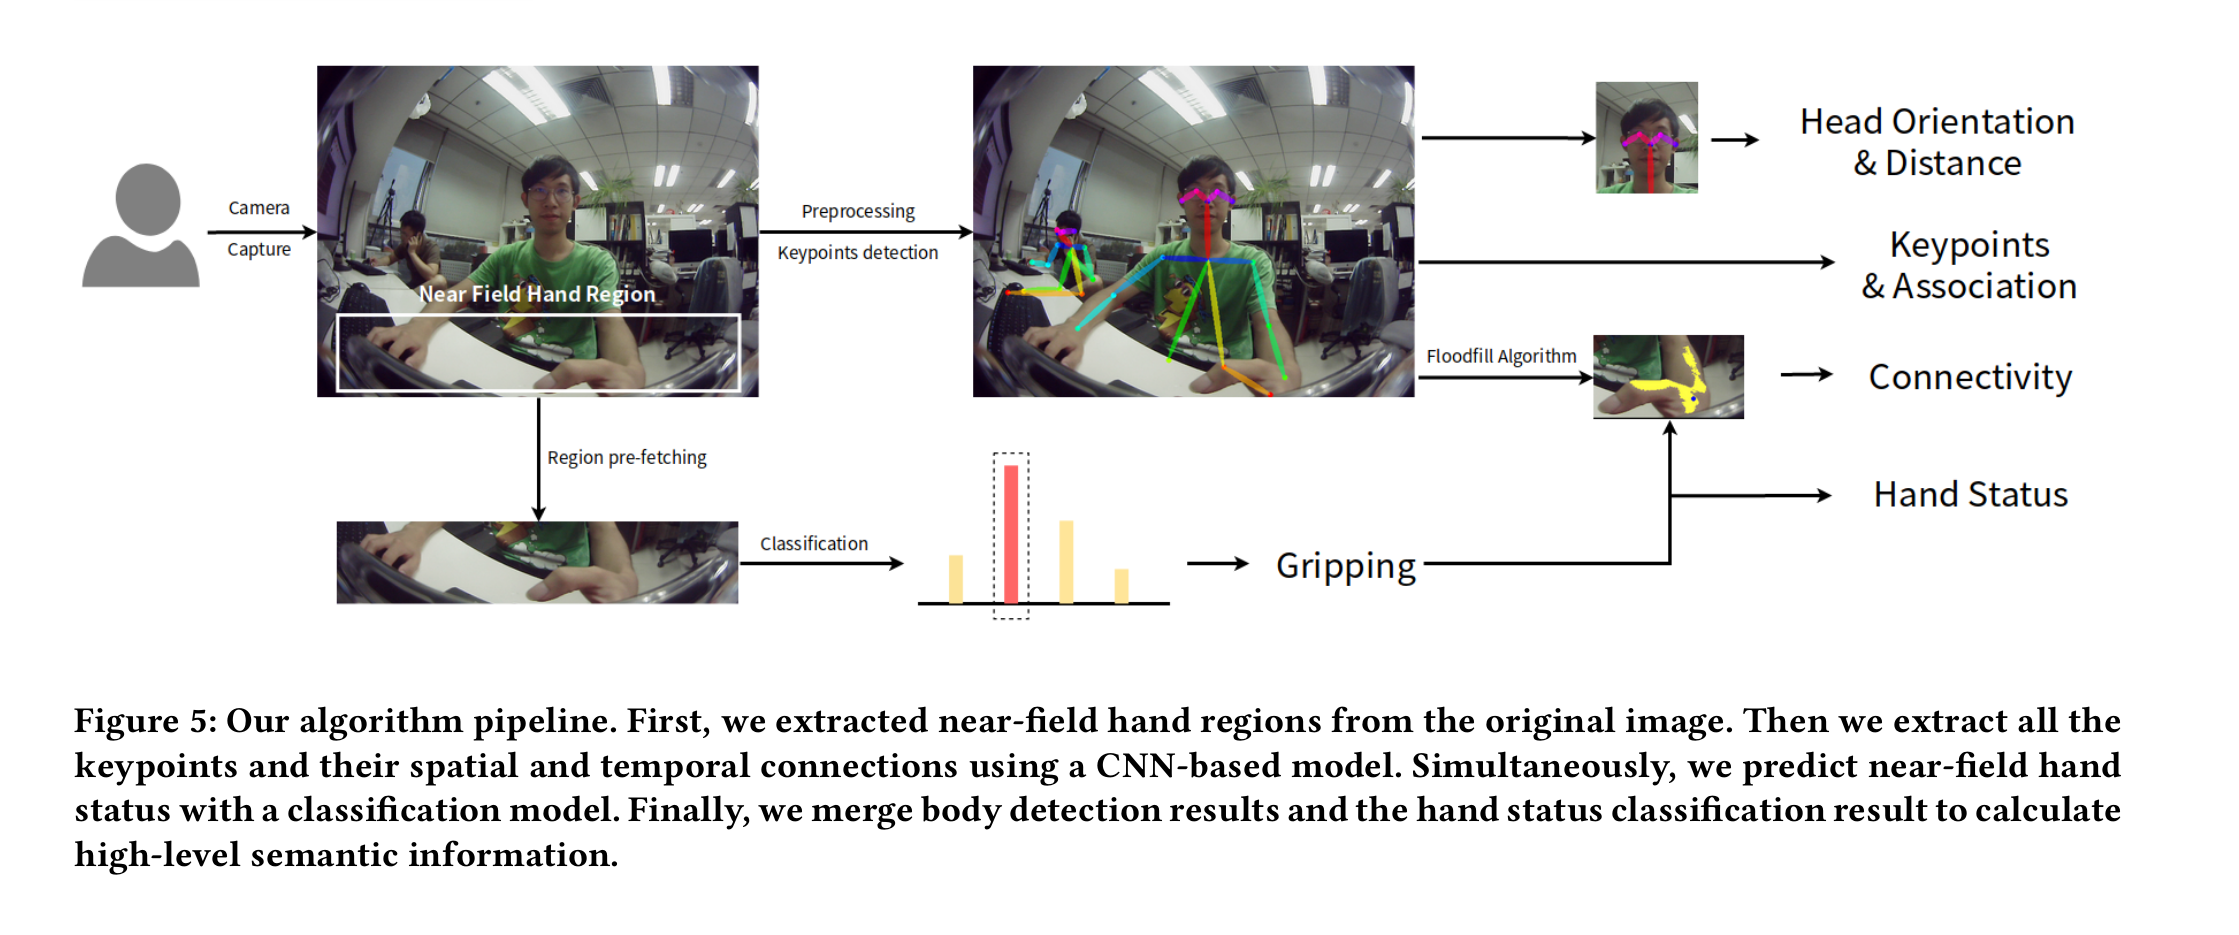 Camera
Capture
Near Field Hand Region
Preprocessing
Keypoints detection
Head Orientation
& Distance
Keypoints
& Association
Floodfill Algorithm
Connectivity
Region pre-fetching
Hand Status
Classification
Gripping
Figure 5: Our algorithm pipeline. First, we extracted near-field hand regions from the original image. Then we extract all the
keypoints and their spatial and temporal connections using a CNN-based model. Simultaneously, we predict near-field hand
status with a classification model. Finally, we merge body detection results and the hand status classification result to calculate
high-level semantic information.